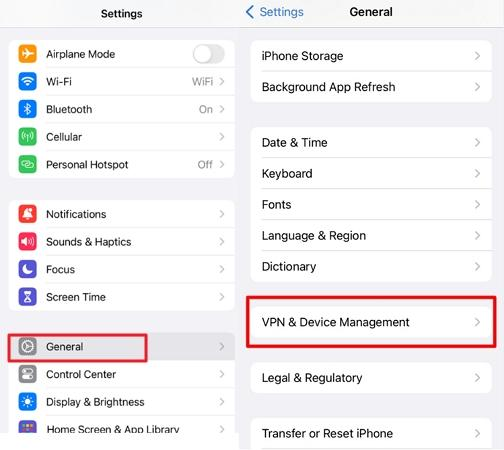 Settings
Airplane Mode
Wi-Fi WiFi
Bluetooth On
Cellular
Personal Hotspot Off
Notifications
Sounds & Haptics
Focus
Screen Time
General
Control Center
Display & Brightness
Home Screen & App Library
Settings General
iPhone Storage
Background App Refresh
Date & Time
Keyboard
Fonts
Language & Region
Dictionary
VPN & Device Management
Legal & Regulatory
Transfer or Reset iPhone